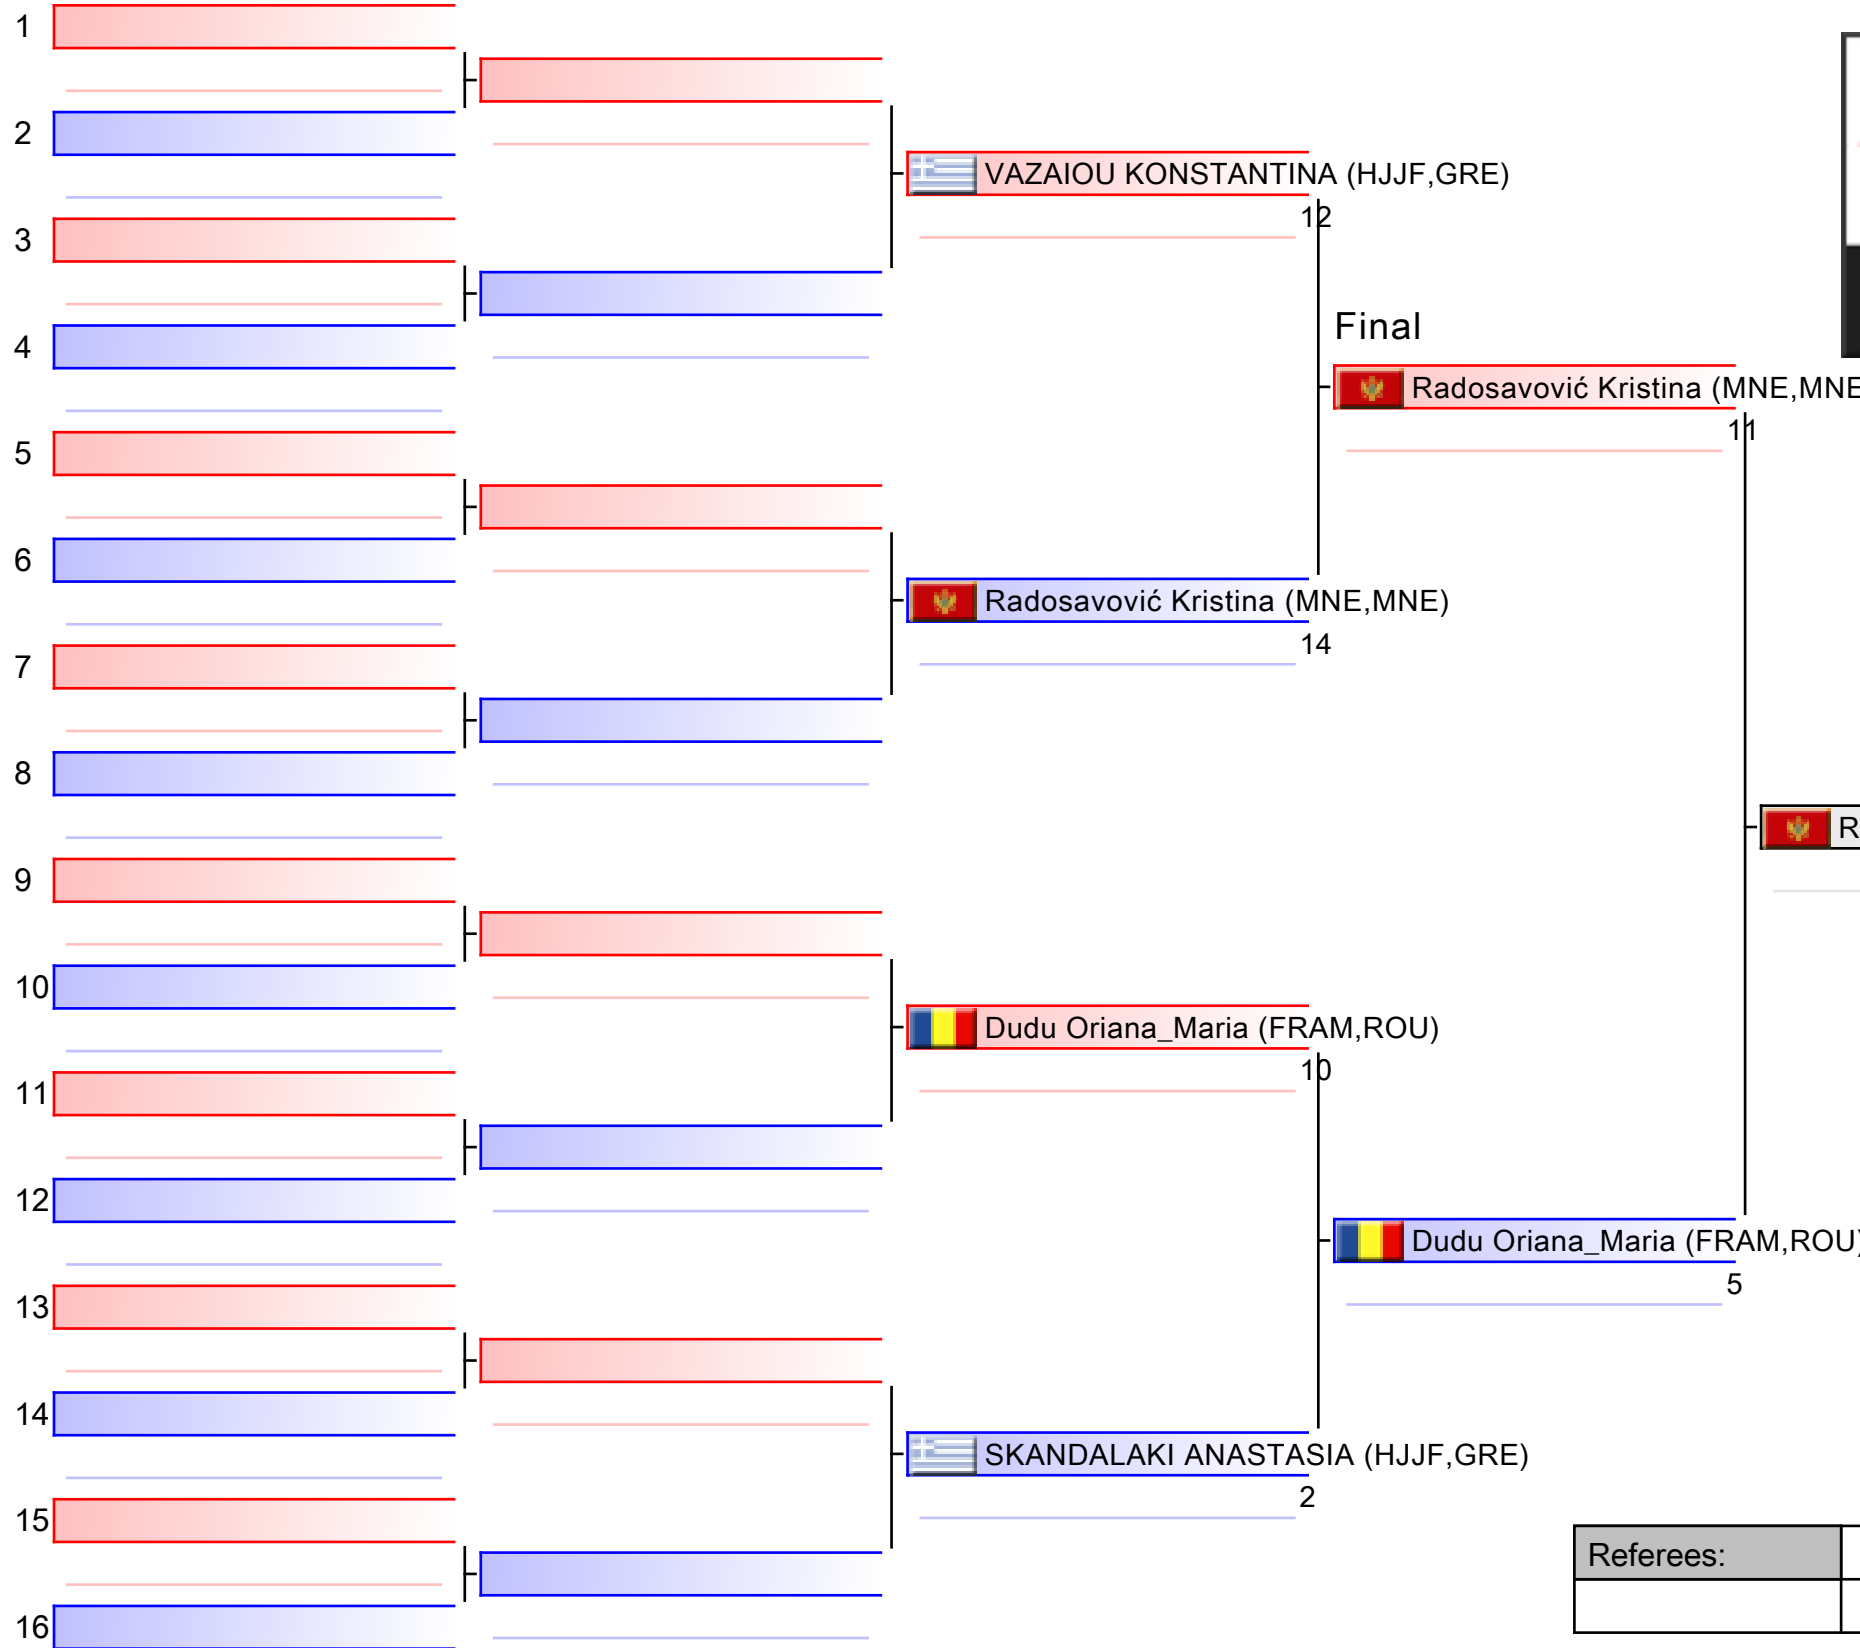 1
2
VAZAIOU KONSTANTINA (HJJF,GRE)
12
3
Final
4
Radosavović Kristina (MNE,MNE
11
5
6
Radosavović Kristina (MNE,MNE)
14
7
8
R
9
10
Dudu Oriana_Maria (FRAM,ROU)
10
11
12
Dudu Oriana_Maria (FRAM,ROU)
5
13
14
SKANDALAKI ANASTASIA (HJJF,GRE)
2
15
Referees:
16